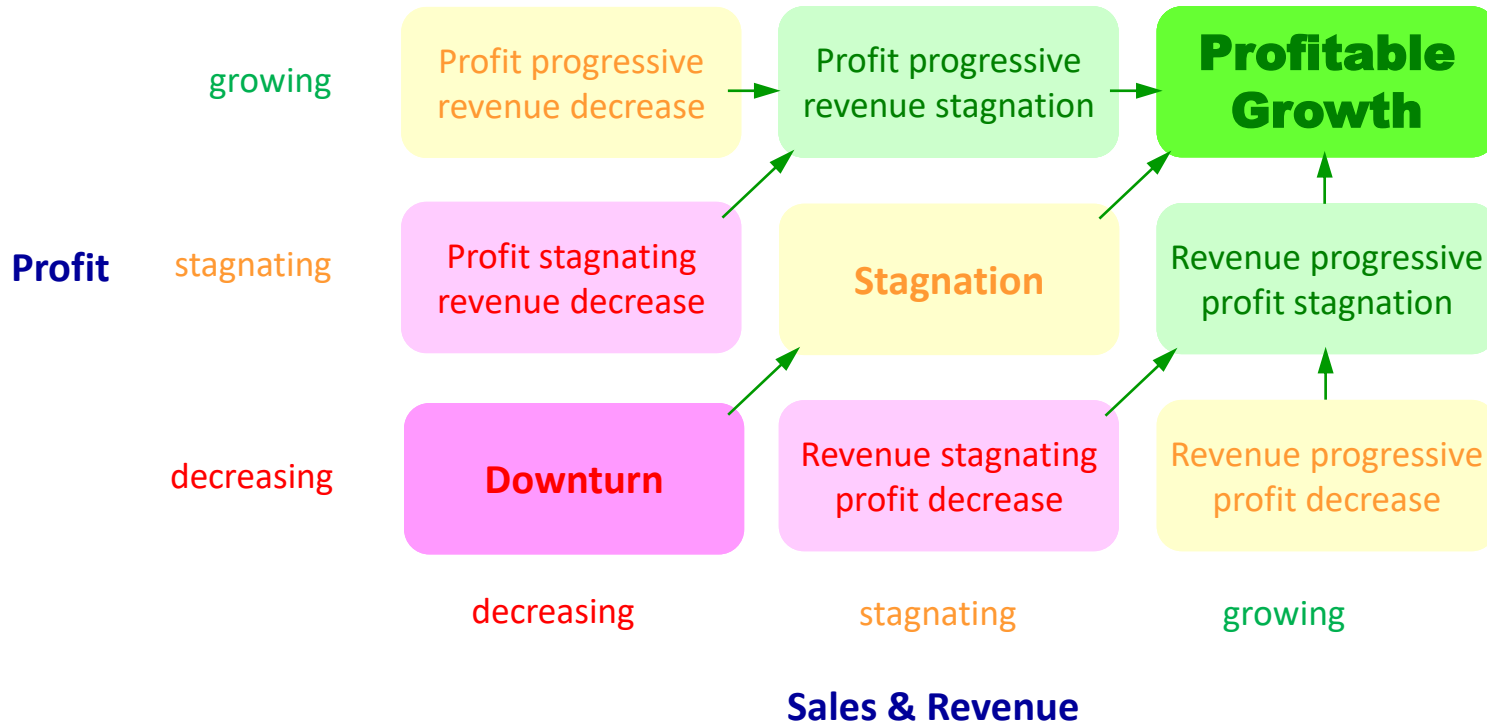 growing
Profit progressive
revenue decrease
Profit progressive
revenue stagnation
Profitable
Growth
Profit
stagnating
Profit stagnating
revenue decrease
Stagnation
Revenue progressive
profit stagnation
decreasing
Downturn
Revenue stagnating
profit decrease
Revenue progressive
profit decrease
decreasing
stagnating
growing
Sales & Revenue